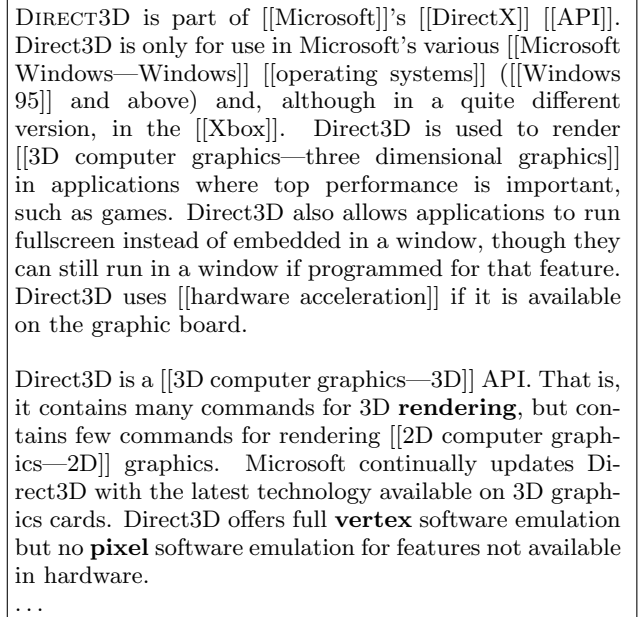 DIRECT3D is part of [[Microsoft]]'s [[DirectX]] [[API]].
Direct3D is only for use in Microsoft's various [[Microsoft
Windows—Windows]] [[operating systems]] ([[Windows
95]] and above) and, although in a quite different
version, in the [[Xbox]]. Direct3D is used to render
[[3D computer graphics—three dimensional graphics]]
in applications where top performance is important,
such as games. Direct3D also allows applications to run
fullscreen instead of embedded in a window, though they
can still run in a window if programmed for that feature.
Direct3D uses [[hardware acceleration]] if it is available
on the graphic board.
Direct3D is a [[3D computer graphics—3D]] API. That is,
it contains many commands for 3D rendering, but con-
tains few commands for rendering [[2D computer graph-
ics—2D]] graphics. Microsoft continually updates Di-
rect3D with the latest technology available on 3D graph-
ics cards. Direct3D offers full vertex software emulation
but no pixel software emulation for features not available
in hardware.
...